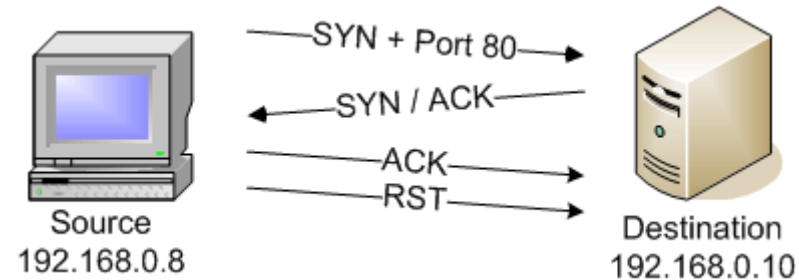 SYN + Port 80
SYN / ACK
ACK
RST
Source
192.168.0.8
Destination
192.168.0.10